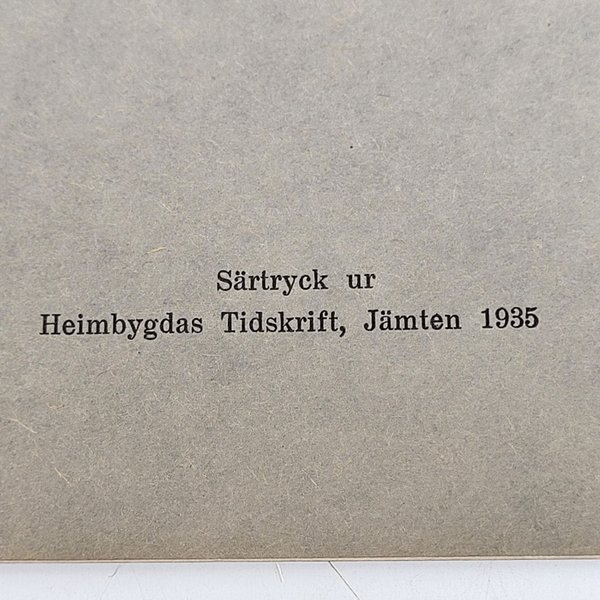 Särtryck ur
Heimbygdas Tidskrift, Jämten 1935